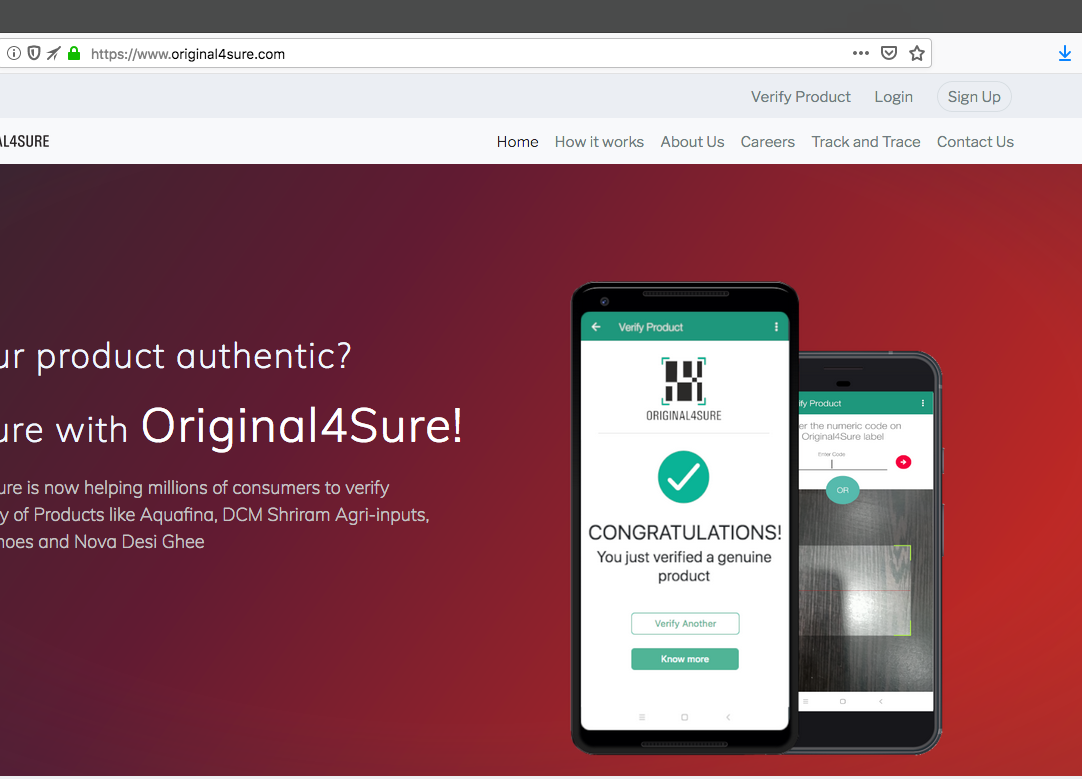 https://www.original4sure.com
Verify Product Login Sign Up
AL4SURE
Home How it works About Us Careers Track and Trace Contact Us
ur product authentic?
ure with Original4Sure!
ure is now helping millions of consumers to verify
y of Products like Aquafina, DCM Shriram Agri-inputs,
hoes and Nova Desi Ghee
Verify Product
ORIGINAL4SURE
CONGRATULATIONS!
You just verified a genuine
product
Verify Another
Know more
ify Product
er the numeric code on
Original4Sure label
Enter Code
OR